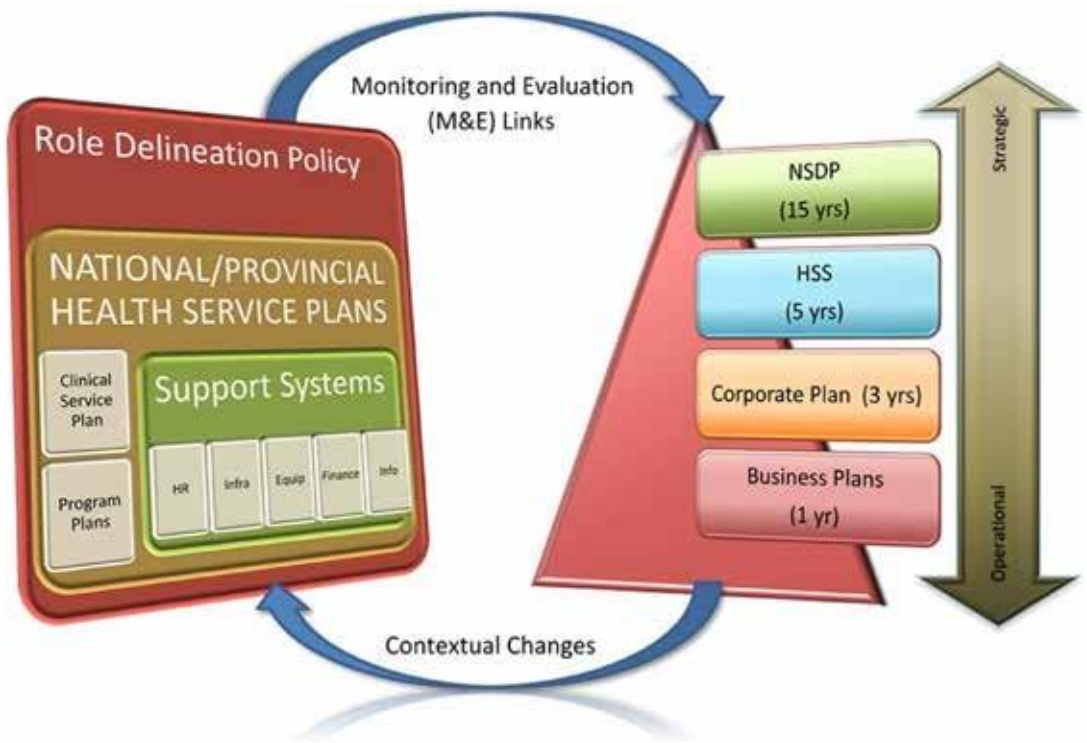 Monitoring and Evaluation
(M&E) Links
Role Delineation Policy
NATIONAL/PROVINCIAL
HEALTH SERVICE PLANS
Clinical
Service
Plan
Program
Plans
Support Systems
HR
Infra
Equip
Finance
Info
NSDP
(15 yrs)
HSS
(5 yrs)
Corporate Plan (3 yrs)
Business Plans
(1 yr)
Strategic
Operational
Contextual Changes